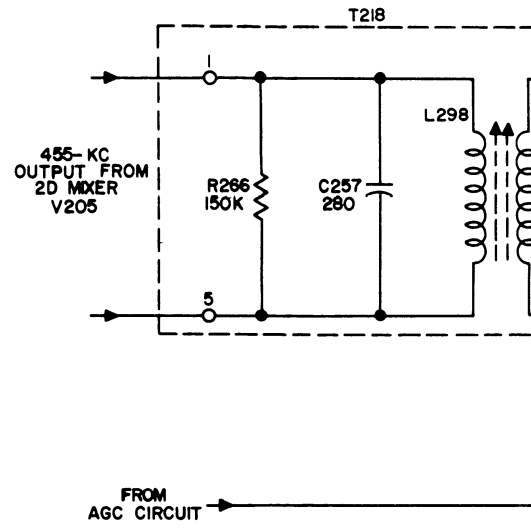 T218
1
L298
455-KC
OUTPUT FROM
2D MIXER
V205
R266
150K
C257
280
5
FROM
AGC CIRCUIT